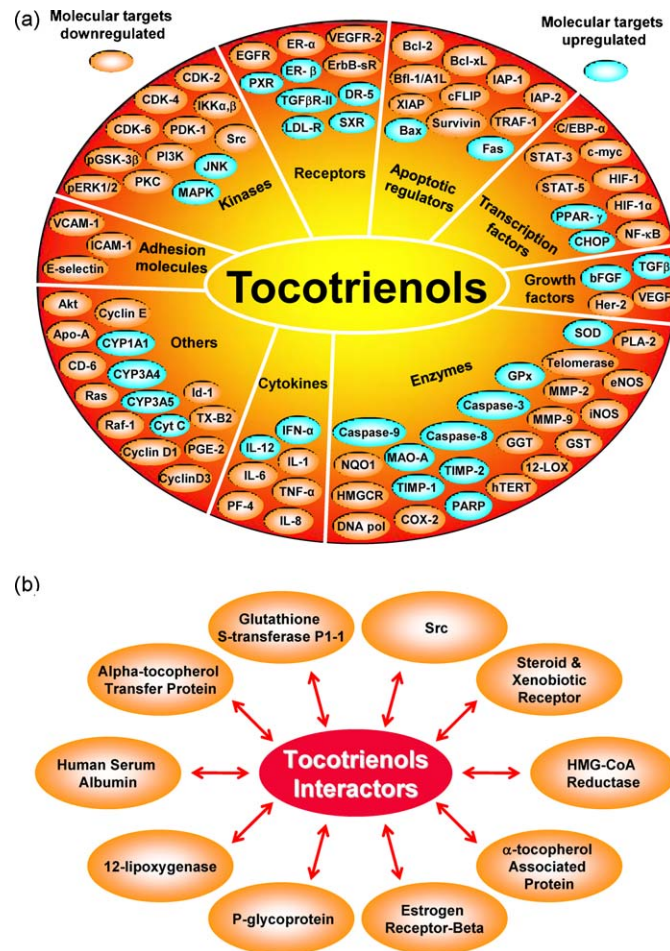 (a)
Molecular targets
downregulated
Molecular targets
upregulated
CDK-2
CDK-4
IKKα,β
CDK-6
PDK-1
Src
pGSK-3β
PI3K
JNK
pERK1/2
PKC
MAPK
Kinases
EGFR
ER-α
VEGFR-2
PXR
ER- β
ErbB-sR
TGFβR-II
DR-5
LDL-R
SXR
Receptors
Bcl-2
Bcl-xL
Bfl-1/A1L
IAP-1
XIAP
cFLIP
IAP-2
Survivin
TRAF-1
Bax
Fas
Apoptotic
regulators
C/EBP-α
STAT-3
c-myc
STAT-5
HIF-1
HIF-1α
PPAR- γ
NF-κB
CHOP
Transcription
factors
VCAM-1
ICAM-1
E-selectin
Adhesion
molecules
Tocotrienols
Growth
factors
bFGF
TGFβ
Her-2
VEGF
Akt
Cyclin E
Apo-A
CYP1A1
Others
CD-6
CYP3A4
Ras
CYP3A5
Id-1
Raf-1
Cyt C
TX-B2
Cyclin D1
PGE-2
CyclinD3
Cytokines
IFN-α
IL-12
IL-1
IL-6
TNF-α
PF-4
IL-8
Enzymes
SOD
PLA-2
Telomerase
GPx
MMP-2
eNOS
Caspase-3
MMP-9
iNOS
Caspase-9
Caspase-8
GGT
GST
NQO1
MAO-A
TIMP-2
12-LOX
HMGCR
TIMP-1
hTERT
PARP
DNA pol
COX-2
(b)
Glutathione
S-transferase P1-1
Src
Alpha-tocopherol
Transfer Protein
Steroid &
Xenobiotic
Receptor
Tocotrienols
Interactors
Human Serum
Albumin
HMG-CoA
Reductase
12-lipoxygenase
α-tocopherol
Associated
Protein
P-glycoprotein
Estrogen
Receptor-Beta